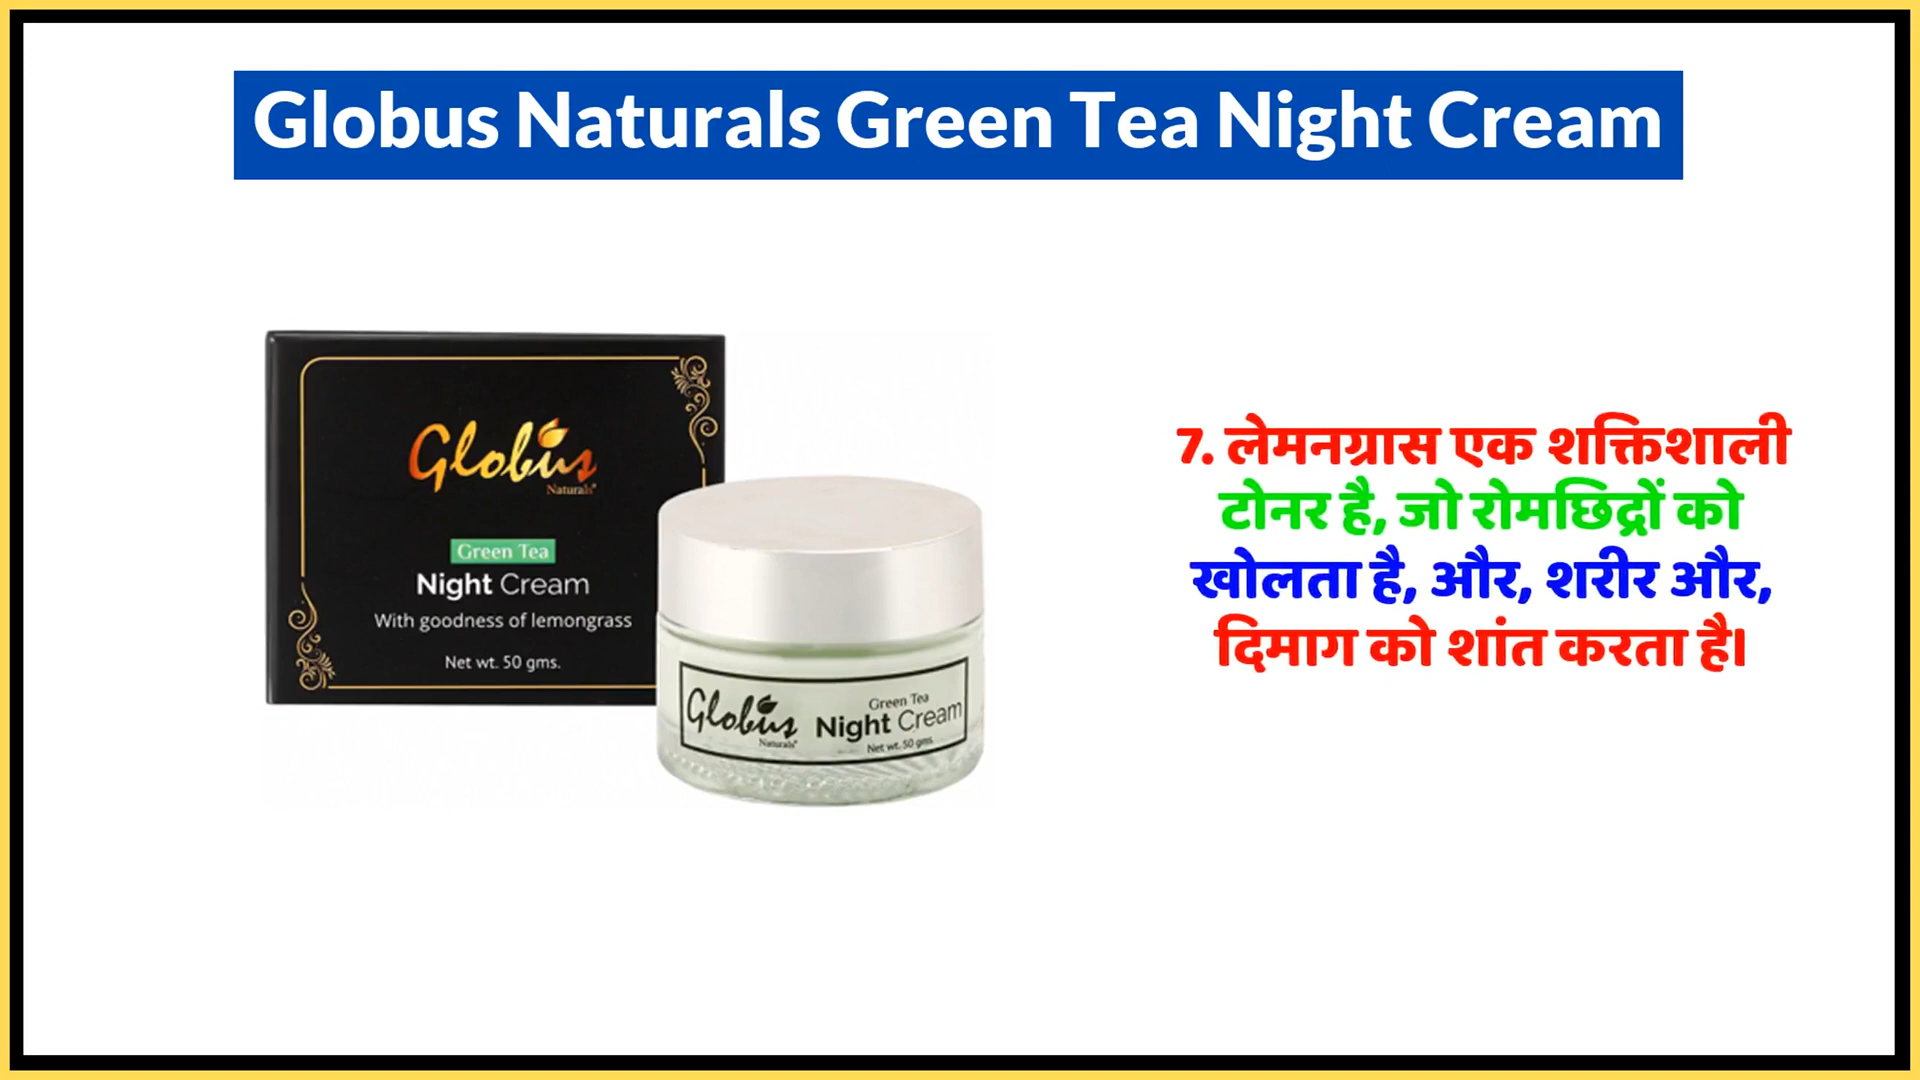 Globus Naturals Green Tea Night Cream
Globus
Naturals®
Green Tea
Night Cream
With goodness of lemongrass
Net wt. 50 gms.
Globus
Naturals®
Green Tea
Night Cream
Net wt. 50 gms.
7. लेमनग्रास एक शक्तिशाली
टोनर है, जो रोमछिद्रों को
खोलता है, और, शरीर और,
दिमाग को शांत करता है।